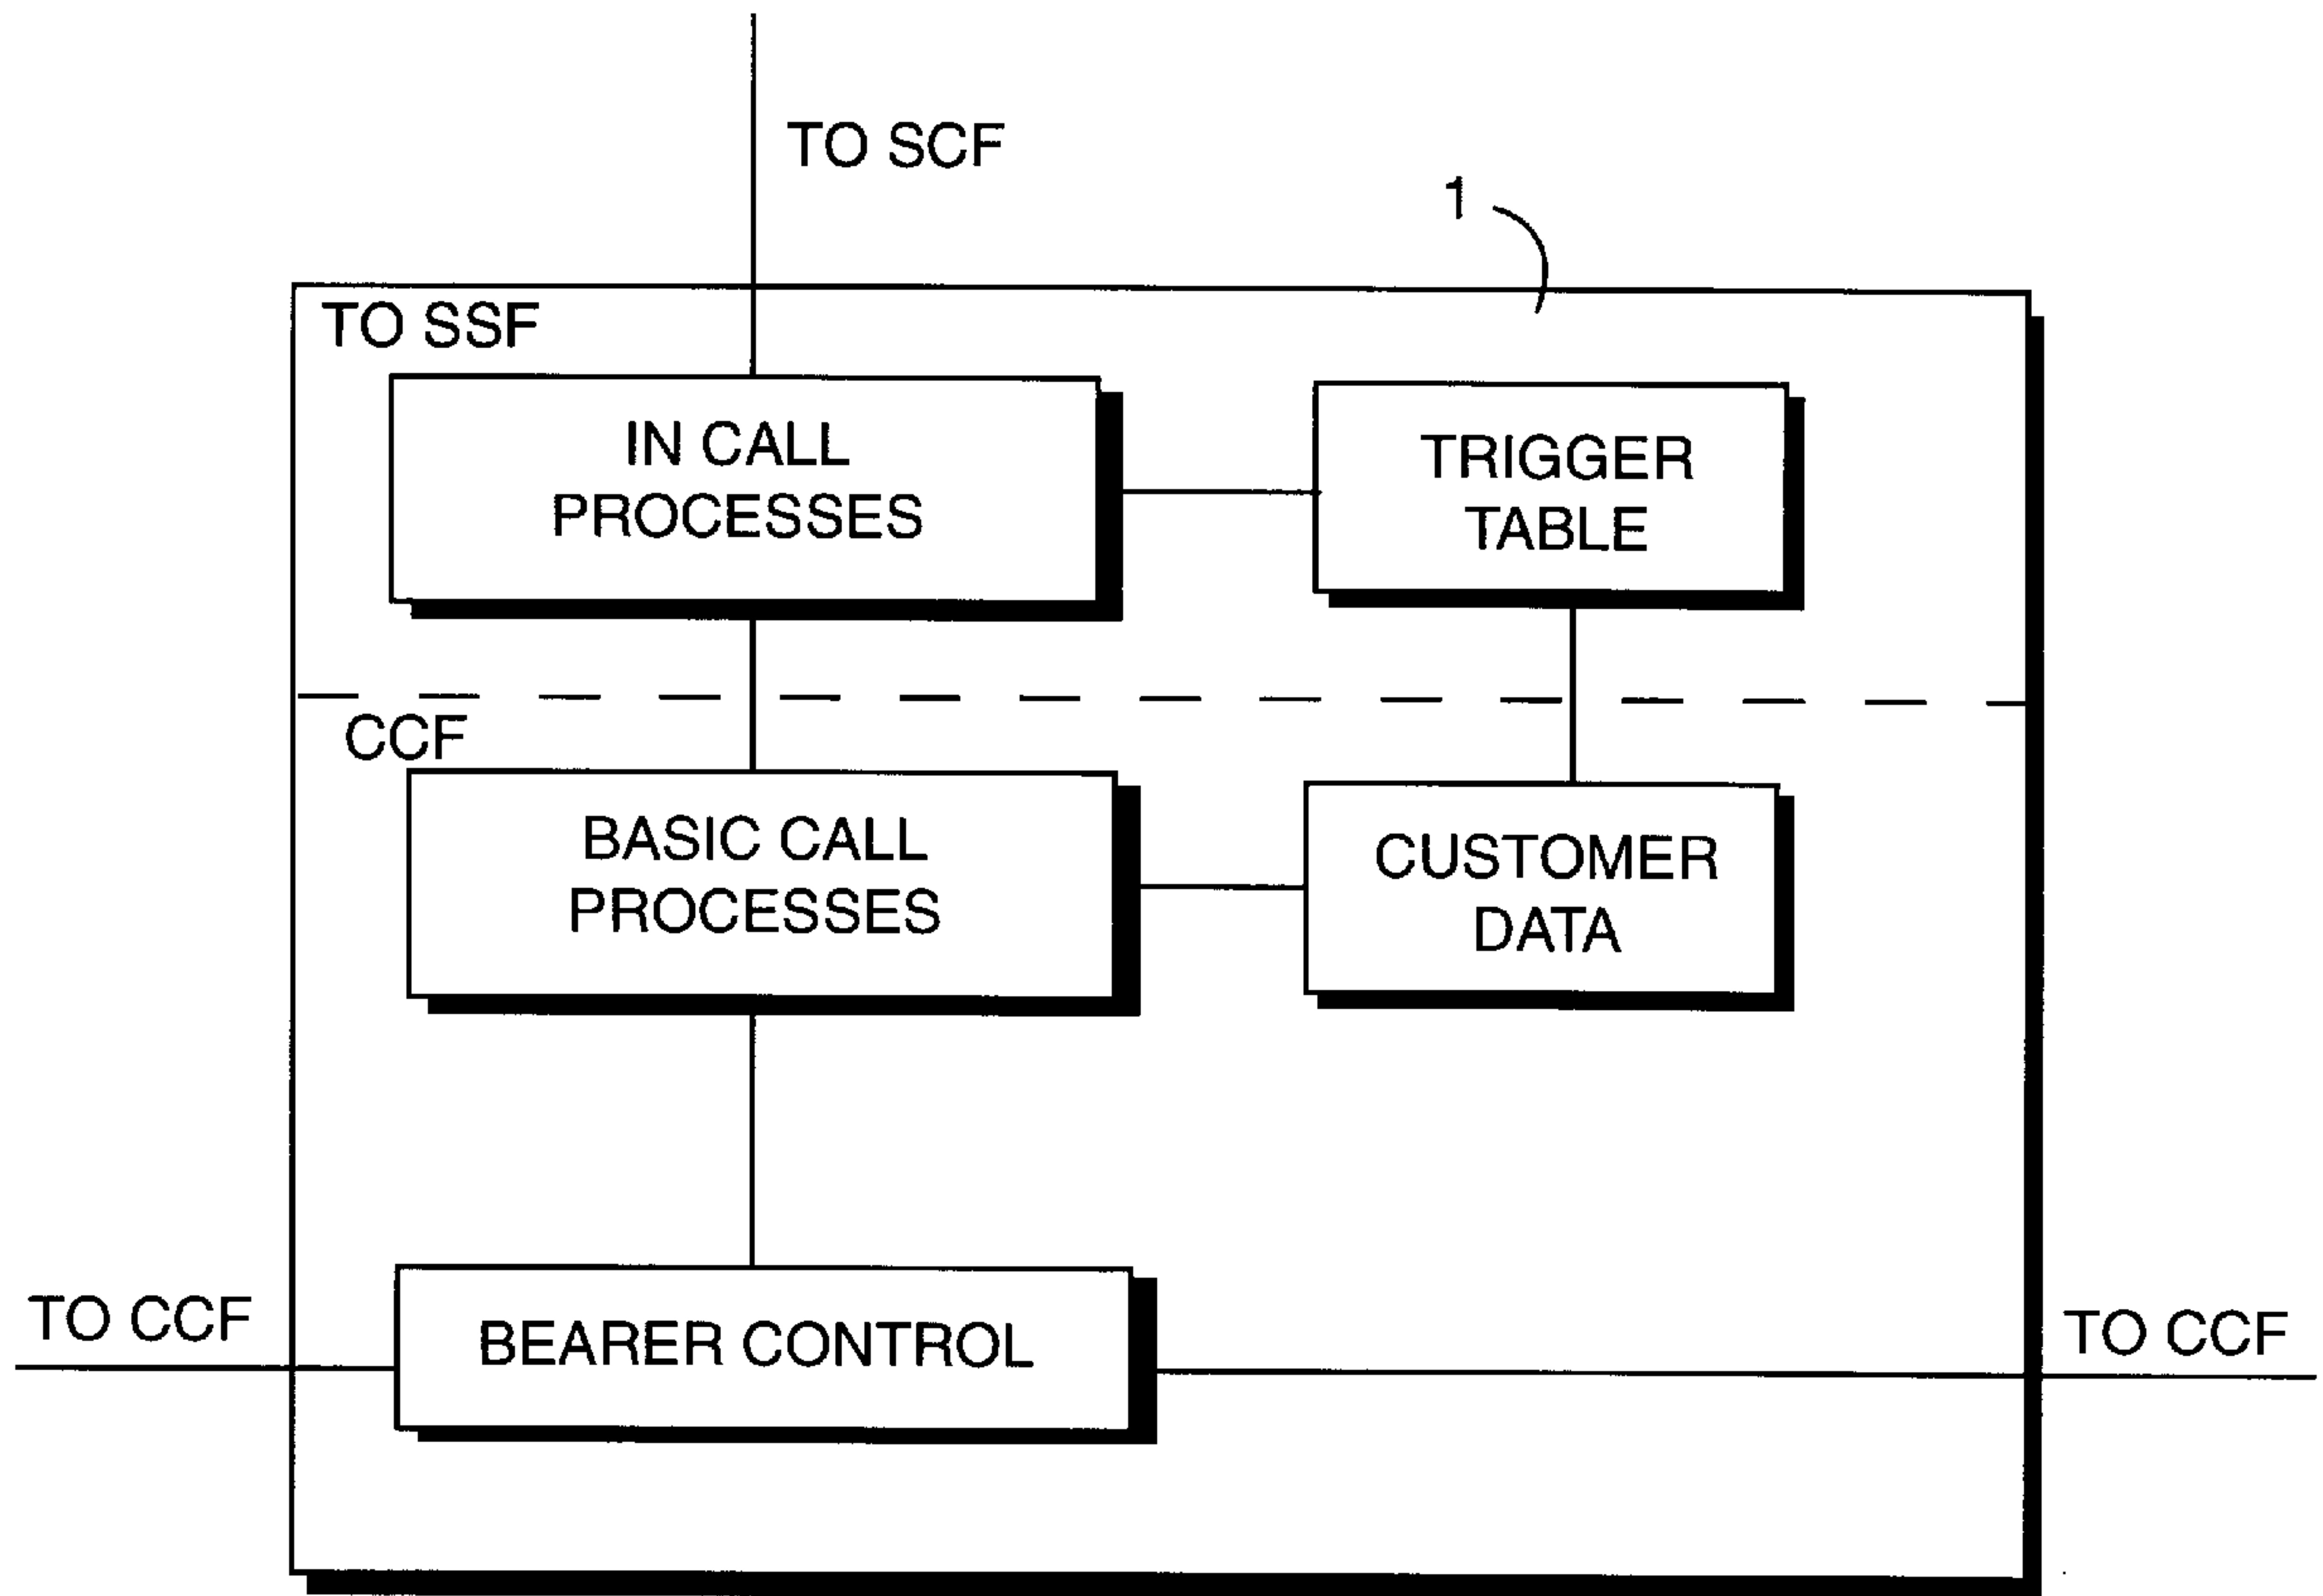 TO SCF
1
TO SSF
IN CALL
PROCESSES
TRIGGER
TABLE
CCF
BASIC CALL
PROCESSES
CUSTOMER
DATA
TO CCF
BEARER CONTROL
TO CCF